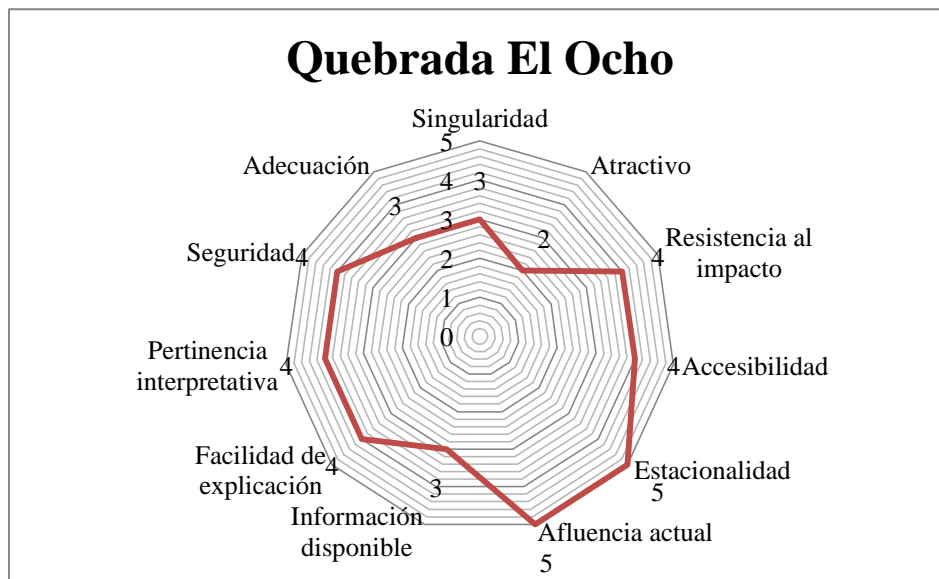 Quebrada El Ocho
Singularidad
5
Adecuación
Atractivo
4
3
3
3
2
Resistencia al
impacto
4
Seguridad
4
2
1
0
Pertinencia
interpretativa
4
4
Accesibilidad
Facilidad de
explicación
4
Estacionalidad
5
3
Información
disponible
Afluencia actual
5